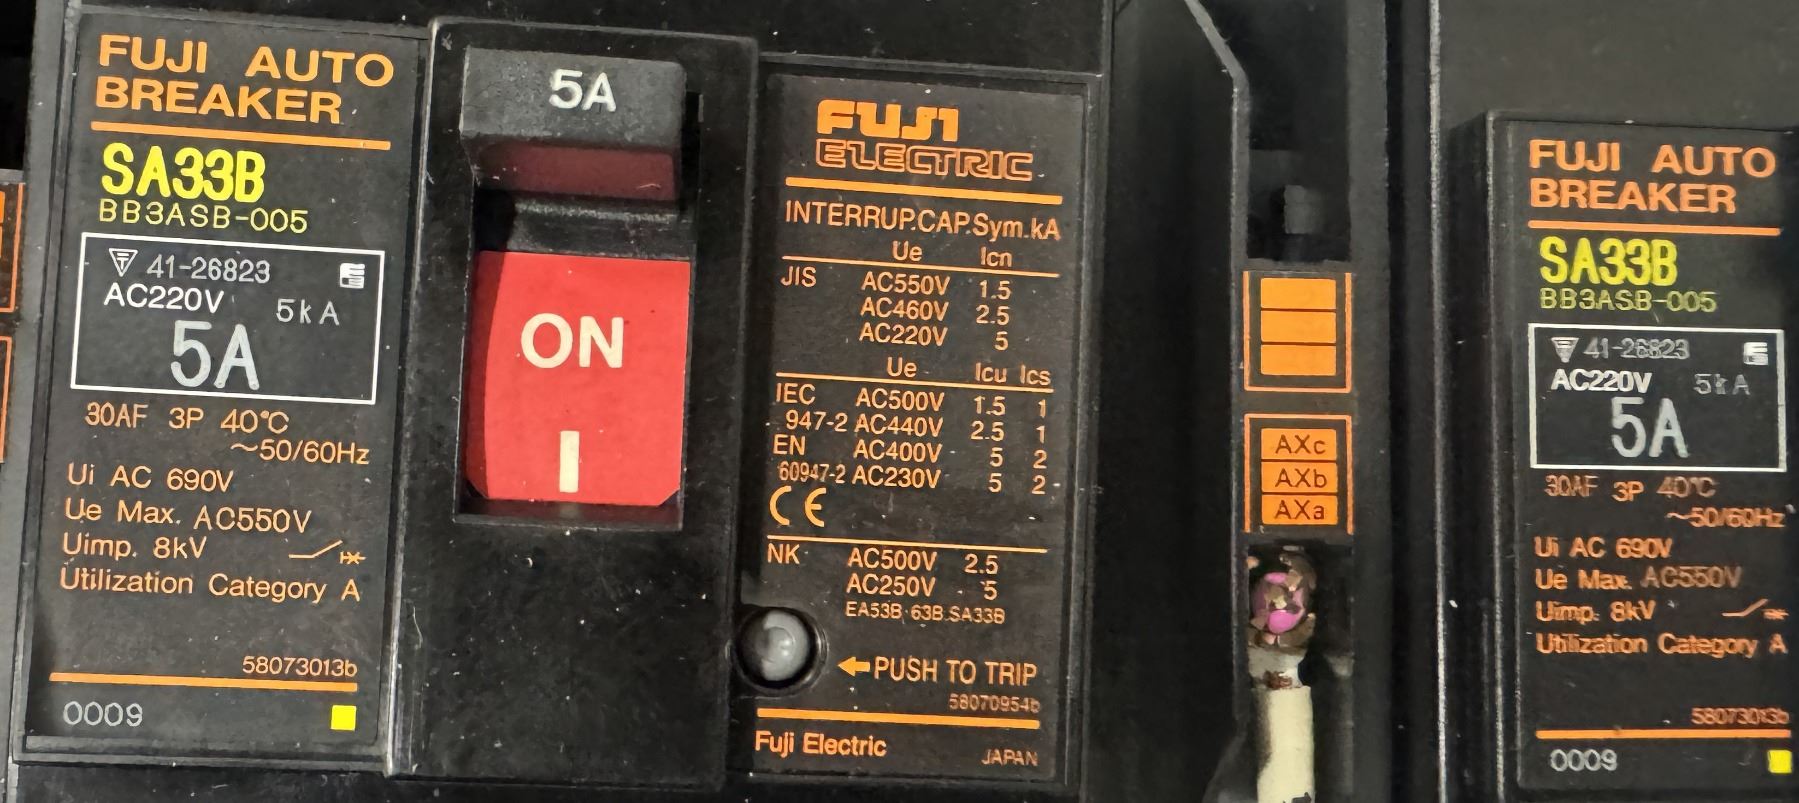 FUJI AUTO
BREAKER
SA33B
BB3ASB-005
41-26823
AC220V 5kA
5A
30AF 3P 40℃
~50/60Hz
Ui AC 690V
Ue Max. AC550V
Uimp. 8kV
Utilization Category A
58073013b
0009
5A
ON
FUJI
ELECTRIC
INTERRUP.CAP.Sym.kA
Ue Icn
JIS AC550V 1.5
AC460V 2.5
AC220V 5
Ue Icu Ics
IEC AC500V 1.5 1
947-2 AC440V 2.5 1
EN AC400V 5 2
60947-2 AC230V 5 2
CE
NK AC500V 2.5
AC250V 5
EA53B·63B·SA33B
←PUSH TO TRIP
58070954b
Fuji Electric JAPAN
AXc
AXb
AXa
FUJI AUTO
BREAKER
SA33B
BB3ASB-005
41-26823
AC220V 5kA
5A
30AF 3P 40℃
~50/60Hz
Ui AC 690V
Ue Max. AC550V
Uimp. 8kV
Utilization Category A
58073013b
0009